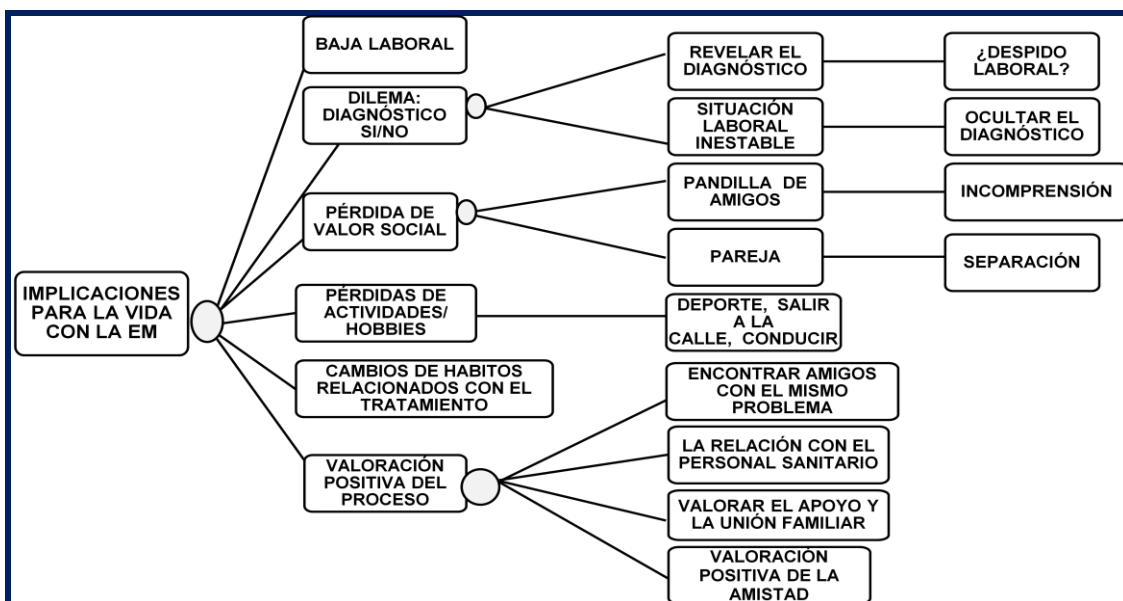 IMPLICACIONES
PARA LA VIDA
CON LA EM
BAJA LABORAL
DILEMA:
DIAGNÓSTICO
SI/NO
REVELAR EL
DIAGNÓSTICO
¿DESPIDO
LABORAL?
SITUACIÓN
LABORAL
INESTABLE
OCULTAR EL
DIAGNÓSTICO
PÉRDIDA DE
VALOR SOCIAL
PANDILLA DE
AMIGOS
INCOMPRENSIÓN
PAREJA
SEPARACIÓN
PÉRDIDAS DE
ACTIVIDADES/
HOBBIES
DEPORTE, SALIR
A LA
CALLE, CONDUCIR
CAMBIOS DE HABITOS
RELACIONADOS CON EL
TRATAMIENTO
VALORACIÓN
POSITIVA DEL
PROCESO
ENCONTRAR AMIGOS
CON EL MISMO
PROBLEMA
LA RELACIÓN CON EL
PERSONAL SANITARIO
VALORAR EL APOYO Y
LA UNIÓN FAMILIAR
VALORACIÓN
POSITIVA DE LA
AMISTAD